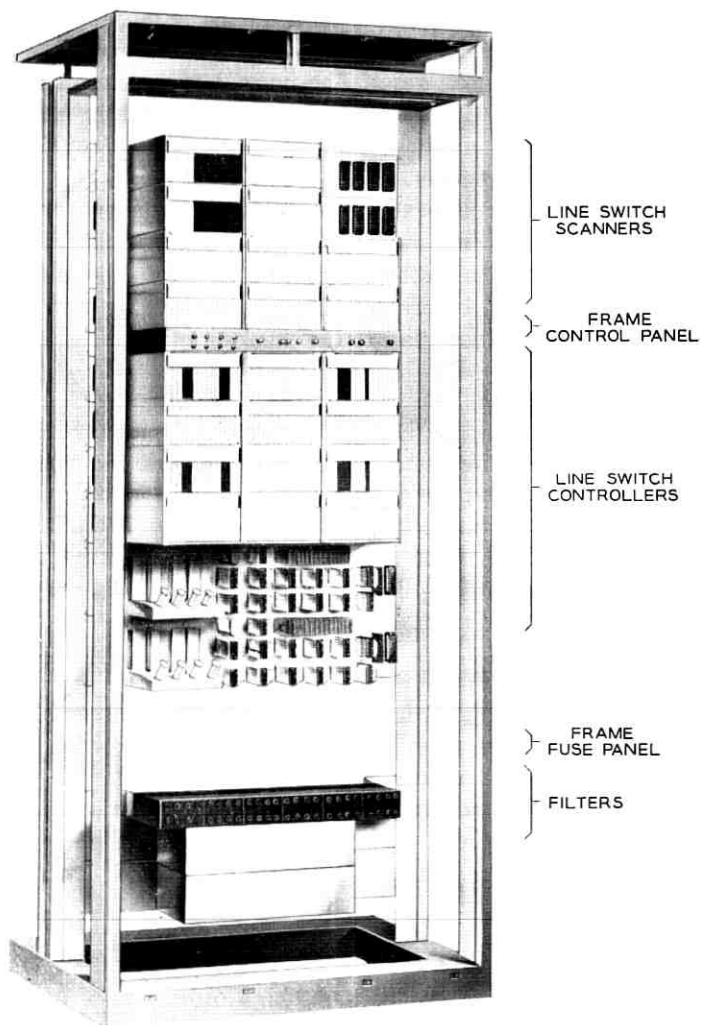 LINE SWITCH
SCANNERS
FRAME
CONTROL PANEL
LINE SWITCH
CONTROLLERS
FRAME
FUSE PANEL
FILTERS